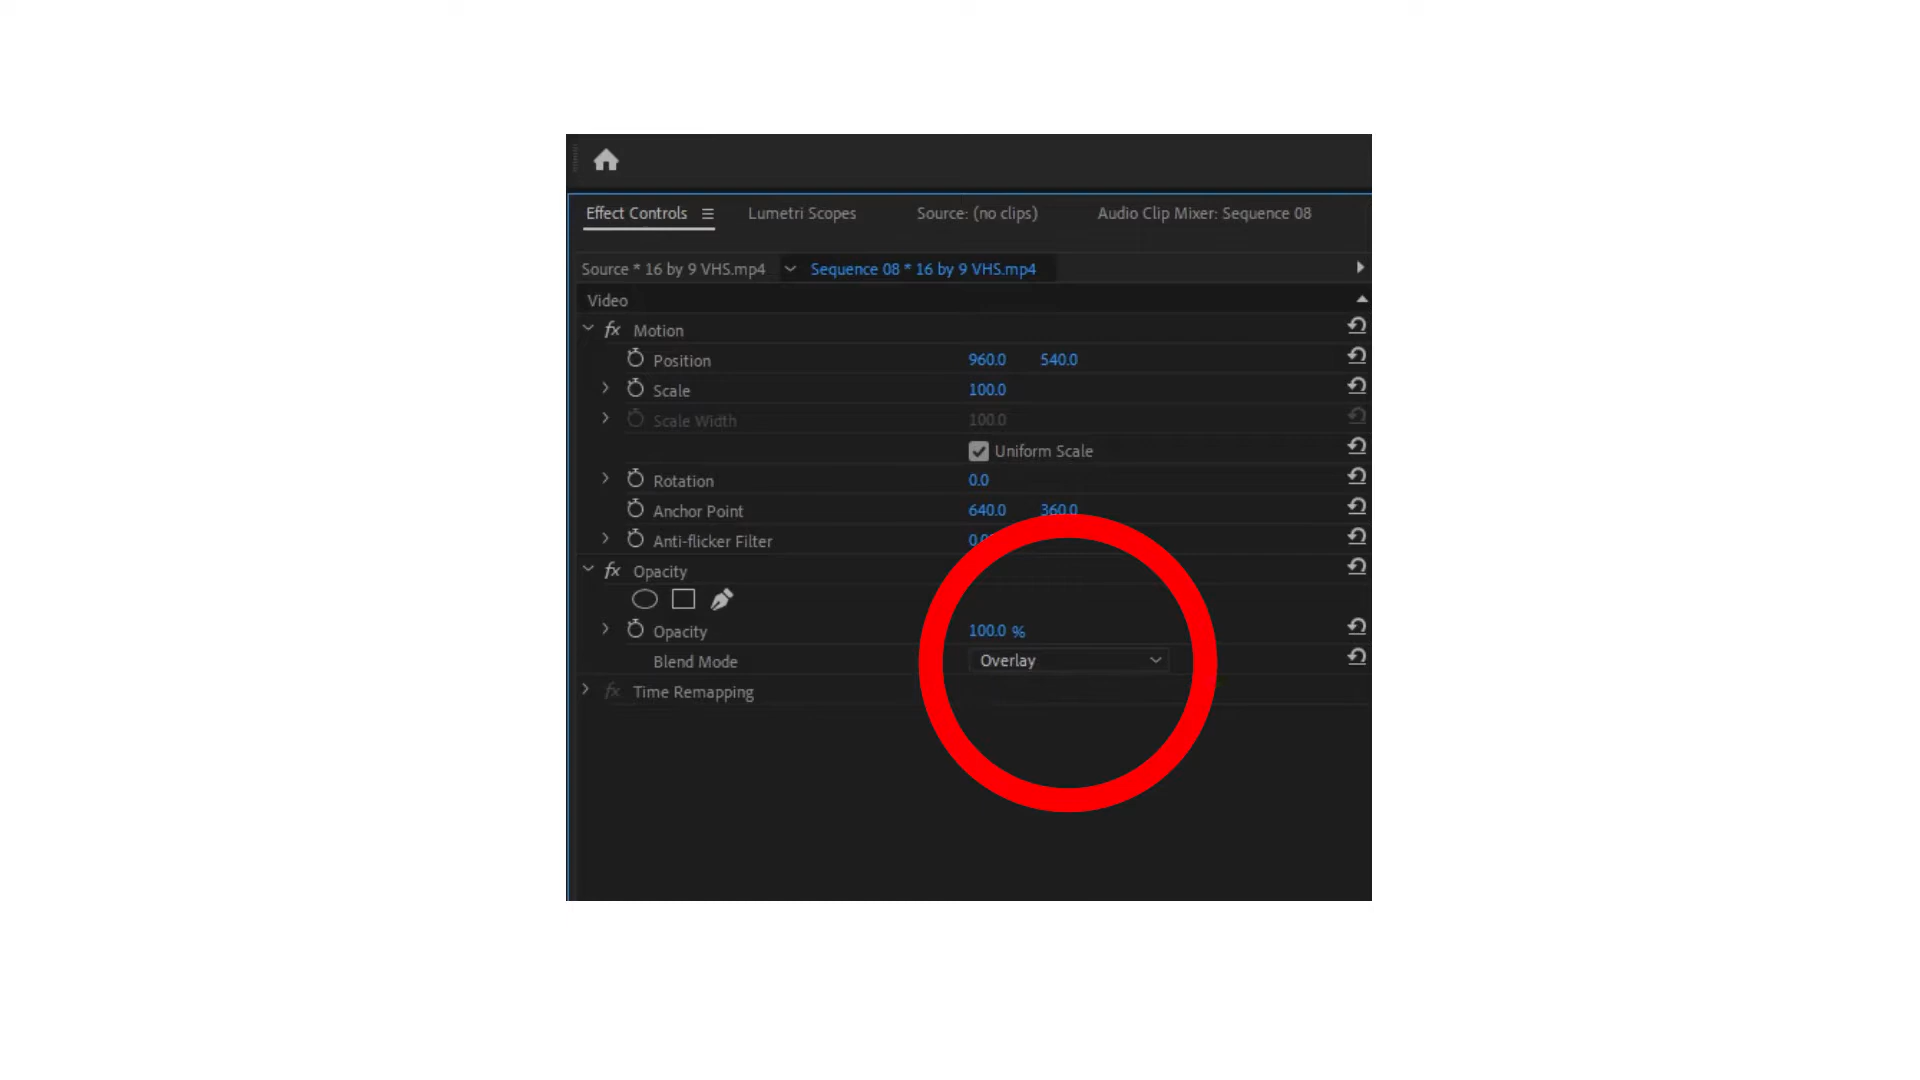 Effect Controls Lumetri Scopes Source: (no clips) Audio Clip Mixer: Sequence 08
Source * 16 by 9 VHS.mp4 Sequence 08 * 16 by 9 VHS.mp4
Video
fx Motion
Position 960.0 540.0
Scale 100.0
Scale Width 100.0
Uniform Scale
Rotation 0.0
Anchor Point 640.0 360.0
Anti-flicker Filter
fx Opacity
Opacity 100.0 %
Blend Mode Overlay
fx Time Remapping